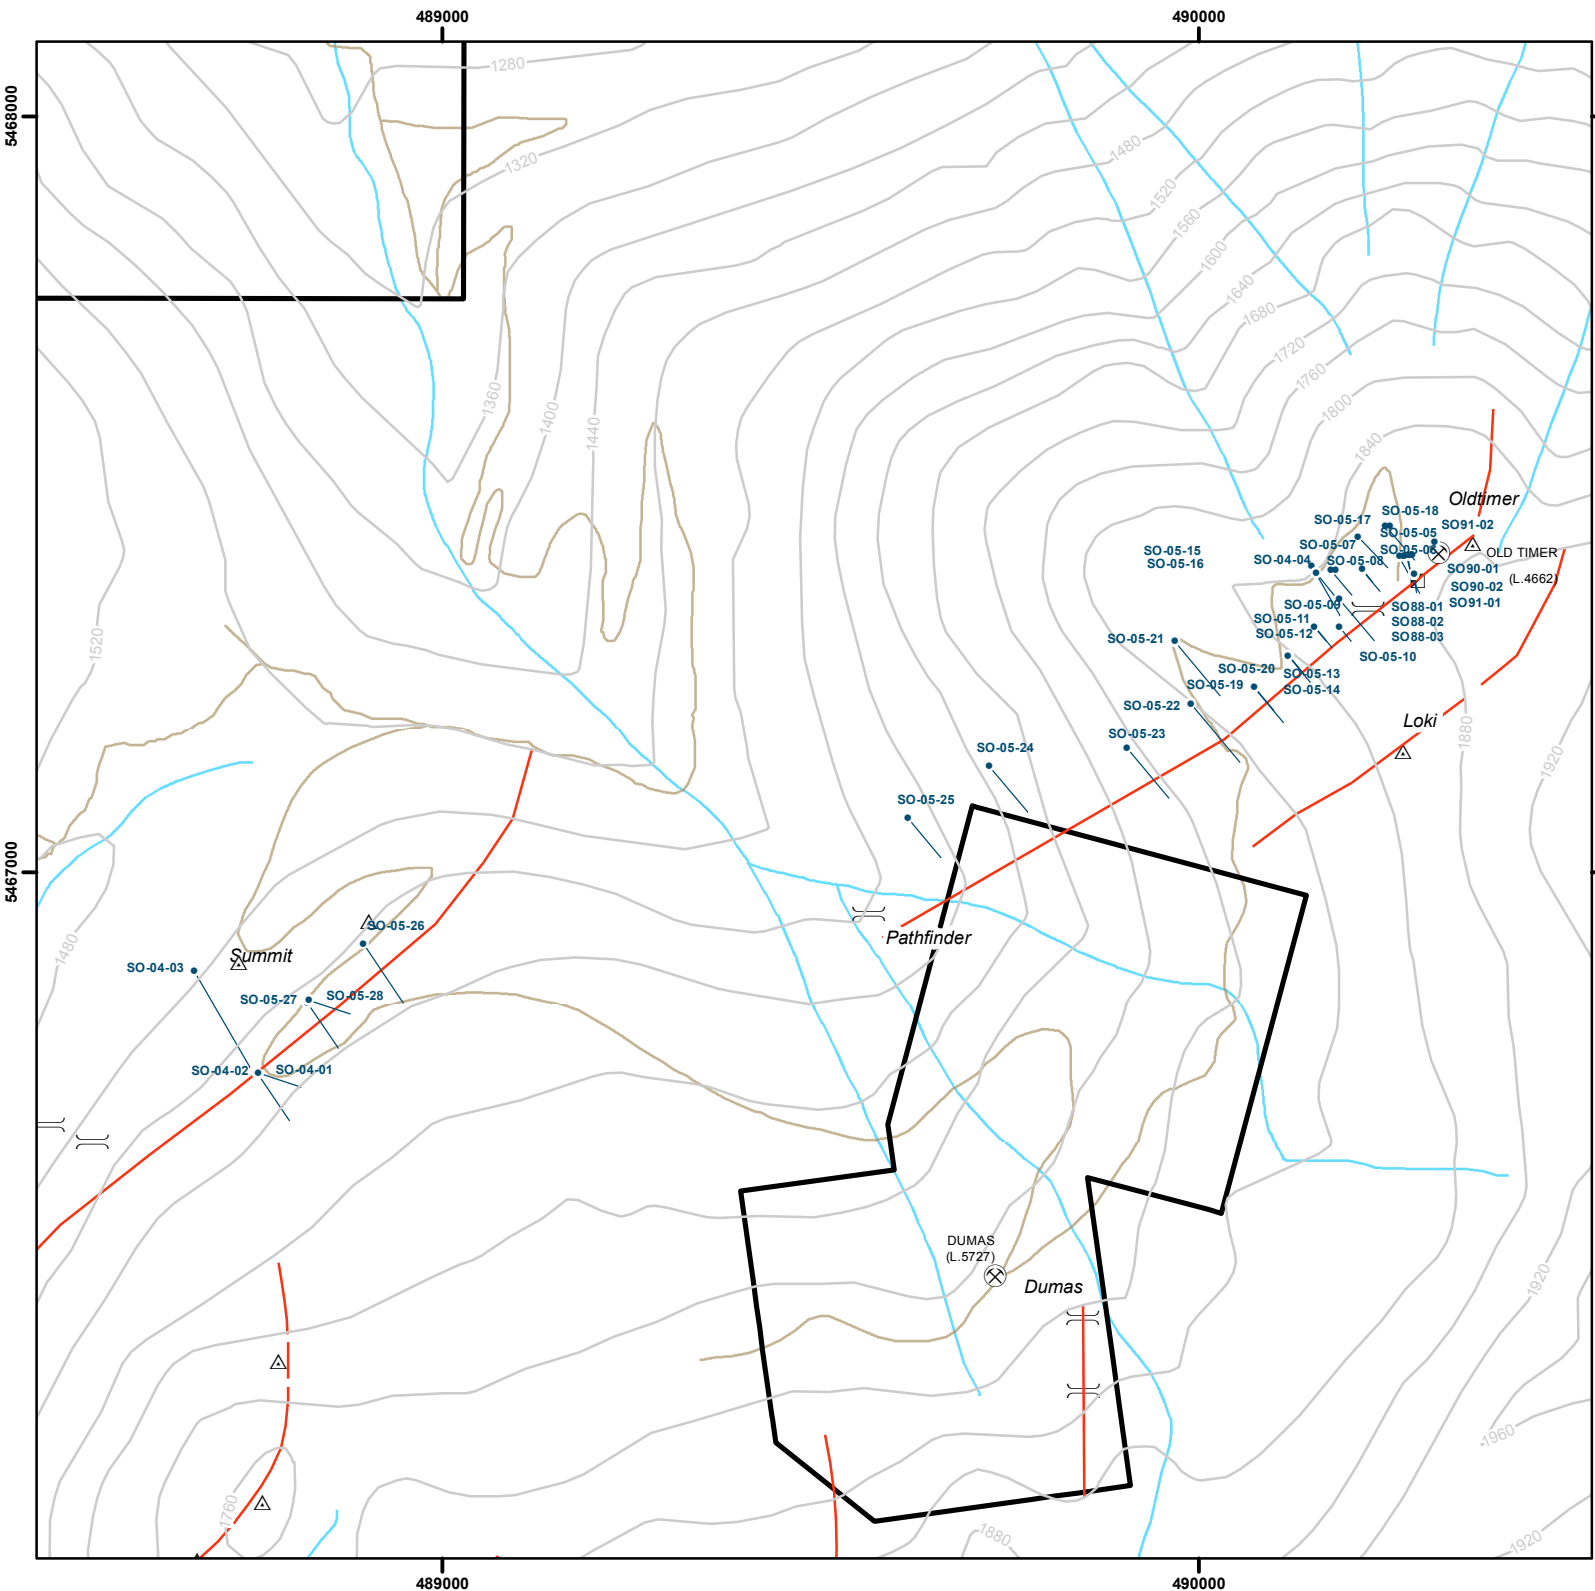 489000
490000
5468000
5467000
1280
1320
1480
1520
1560
1600
1640
1680
1720
1760
1800
1840
1360
1400
1440
Oldtimer
SO-05-18
SO-05-17
SO91-02
SO-05-05
SO-05-07
SO-05-06
SO-05-15
SO-05-16
SO-04-04
SO-05-08
OLD TIMER
(L.4662)
SO90-01
SO90-02
SO91-01
SO-05-09
SO88-01
SO88-02
SO88-03
SO-05-11
SO-05-12
SO-05-21
SO-05-10
SO-05-20
SO-05-13
SO-05-19
SO-05-14
SO-05-22
Loki
SO-05-23
SO-05-24
SO-05-25
1520
1880
1920
SO-05-26
Pathfinder
Summit
1480
SO-04-03
SO-05-27
SO-05-28
SO-04-02
SO-04-01
DUMAS
(L.5727)
Dumas
1920
1960
1760
1880
1920
489000
490000